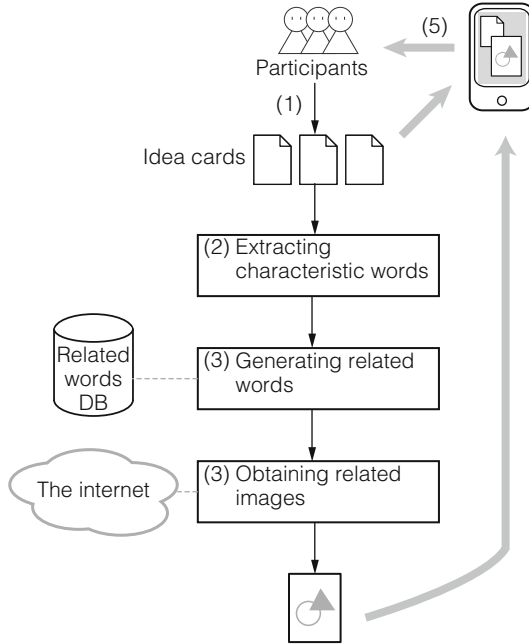 (5)
Participants
(1)
Idea cards
(2) Extracting
characteristic words
Related
words
DB
(3) Generating related
words
The internet
(3) Obtaining related
images